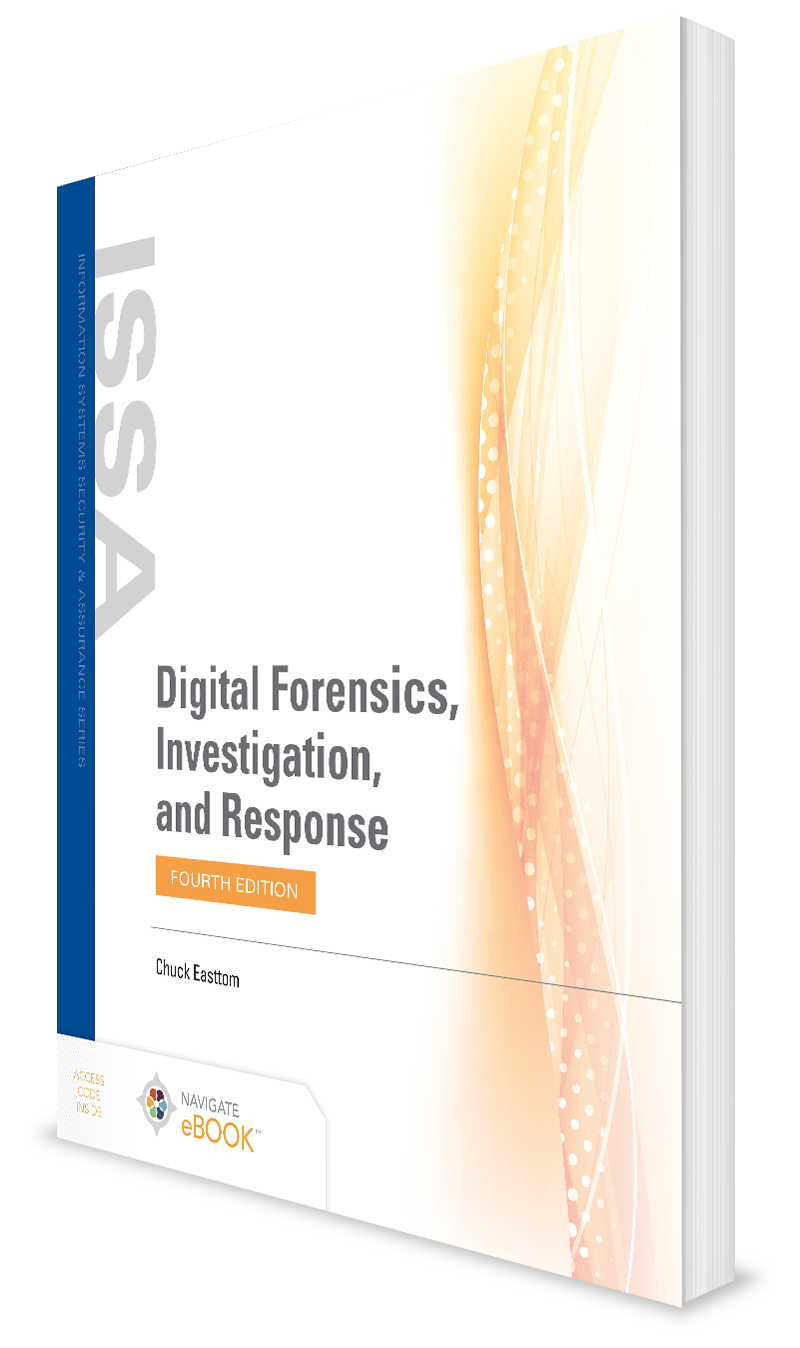 ISSA
INFORMATION SYSTEMS SECURITY & ASSURANCE SERIES
Digital Forensics,
Investigation,
and Response
FOURTH EDITION
Chuck Easttom
ACCESS
CODE
INSIDE
NAVIGATE
eBOOK™